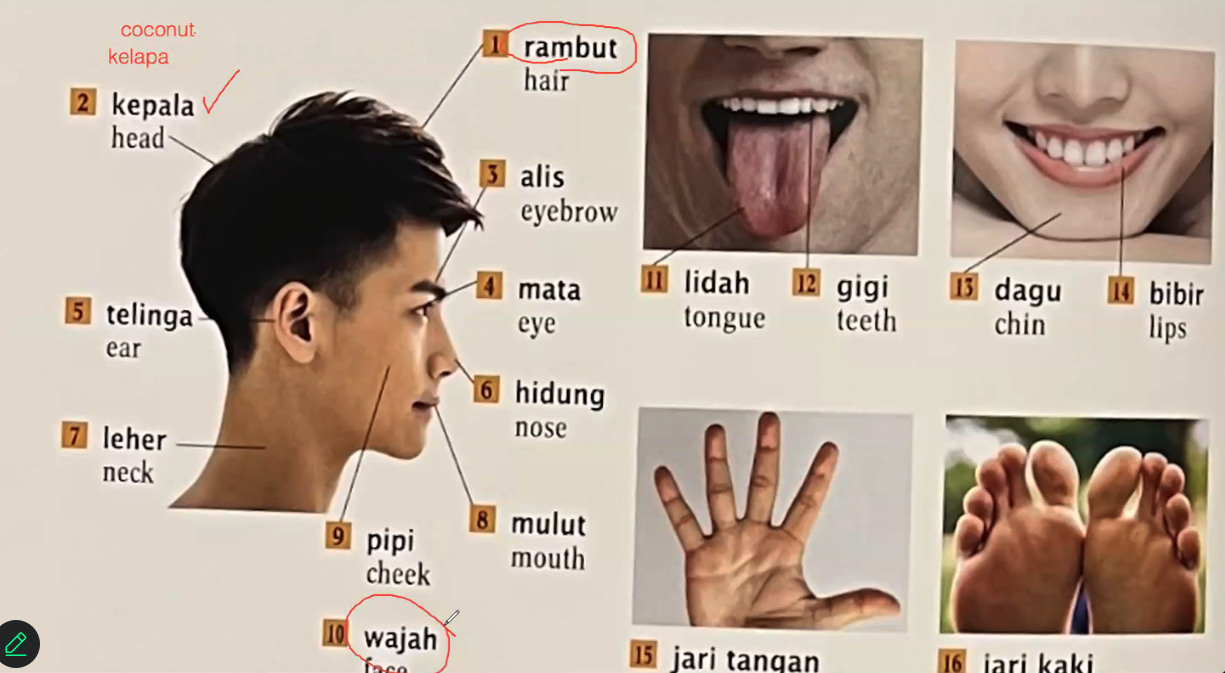 coconut
kelapa
1 rambut
hair
2 kepala
head
3 alis
eyebrow
4 mata
eye
5 telinga
ear
6 hidung
nose
7 leher
neck
8 mulut
mouth
9 pipi
cheek
10 wajah
face
11 lidah
tongue
12 gigi
teeth
13 dagu
chin
14 bibir
lips
15 jari tangan
16 jari kaki